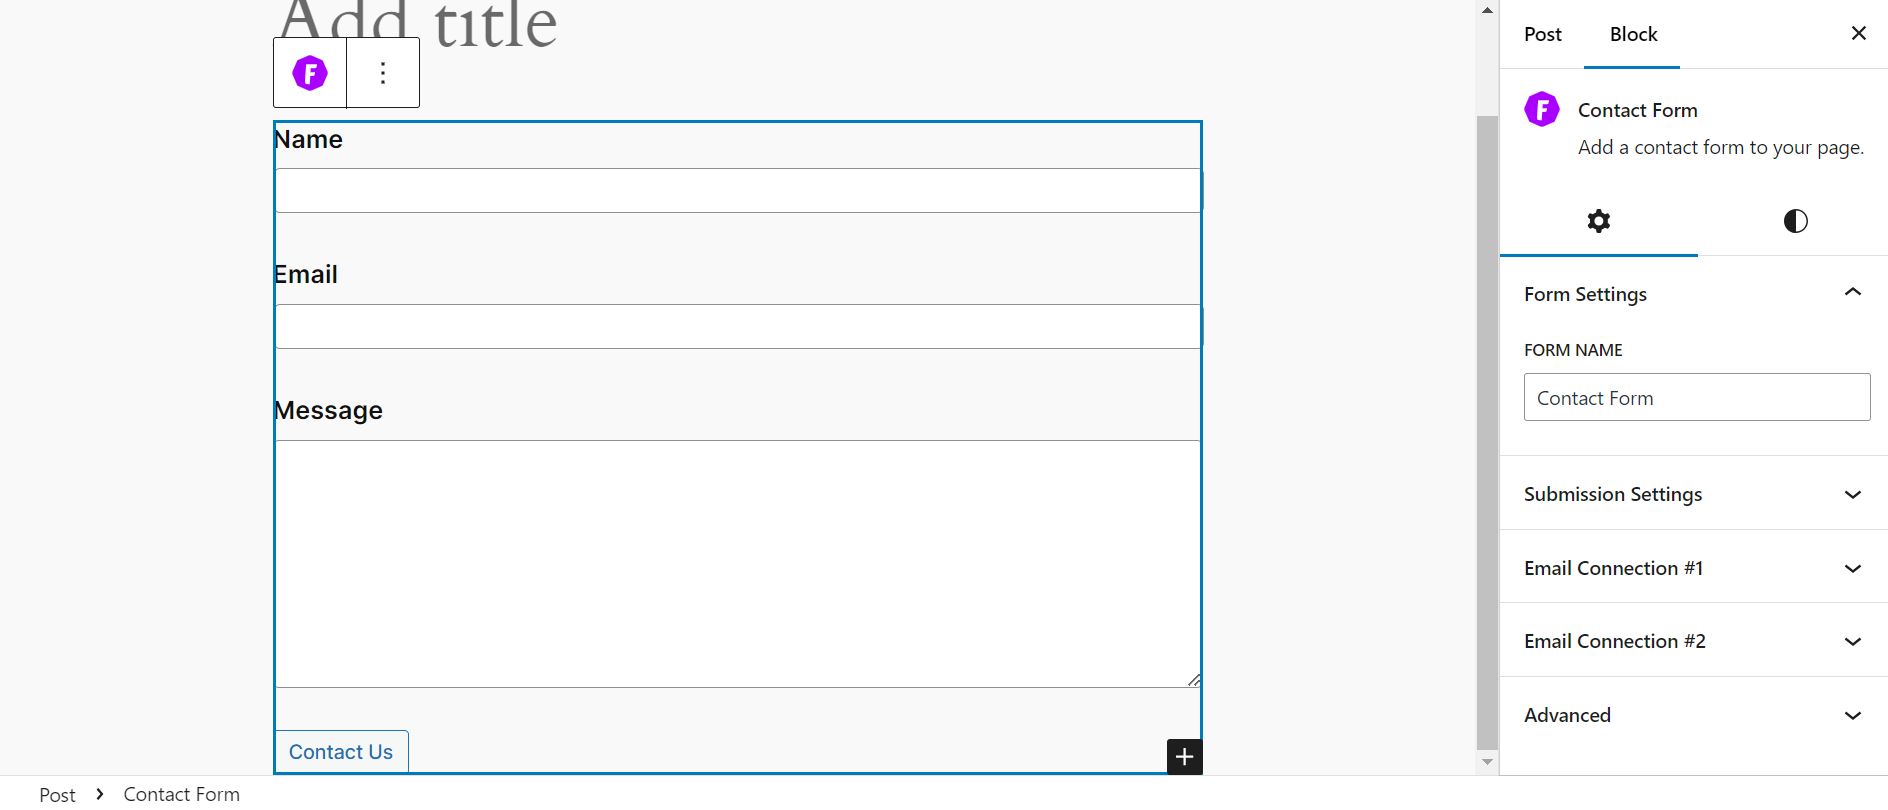 Add title
F
Name
Email
Message
Contact Us
Post > Contact Form
Post Block
F
Contact Form
Add a contact form to your page.
Form Settings
FORM NAME
Contact Form
Submission Settings
Email Connection #1
Email Connection #2
Advanced